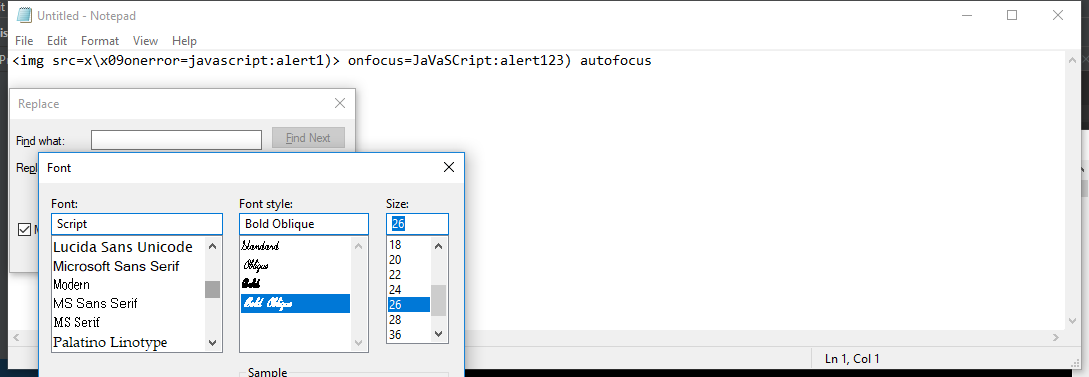 Untitled - Notepad
File Edit Format View Help
<img src=x\x09onerror=javascript:alert1)> onfocus=JaVaSCript:alert123) autofocus
Replace
Find what:
Find Next
Repl
Font
Font:
Font style:
Size:
Script
Bold Oblique
26
Lucida Sans Unicode
Microsoft Sans Serif
Modern
MS Sans Serif
MS Serif
Palatino Linotype
Standard
Oblique
Bold
Bold Oblique
18
20
22
24
26
28
36
Sample
Ln 1, Col 1